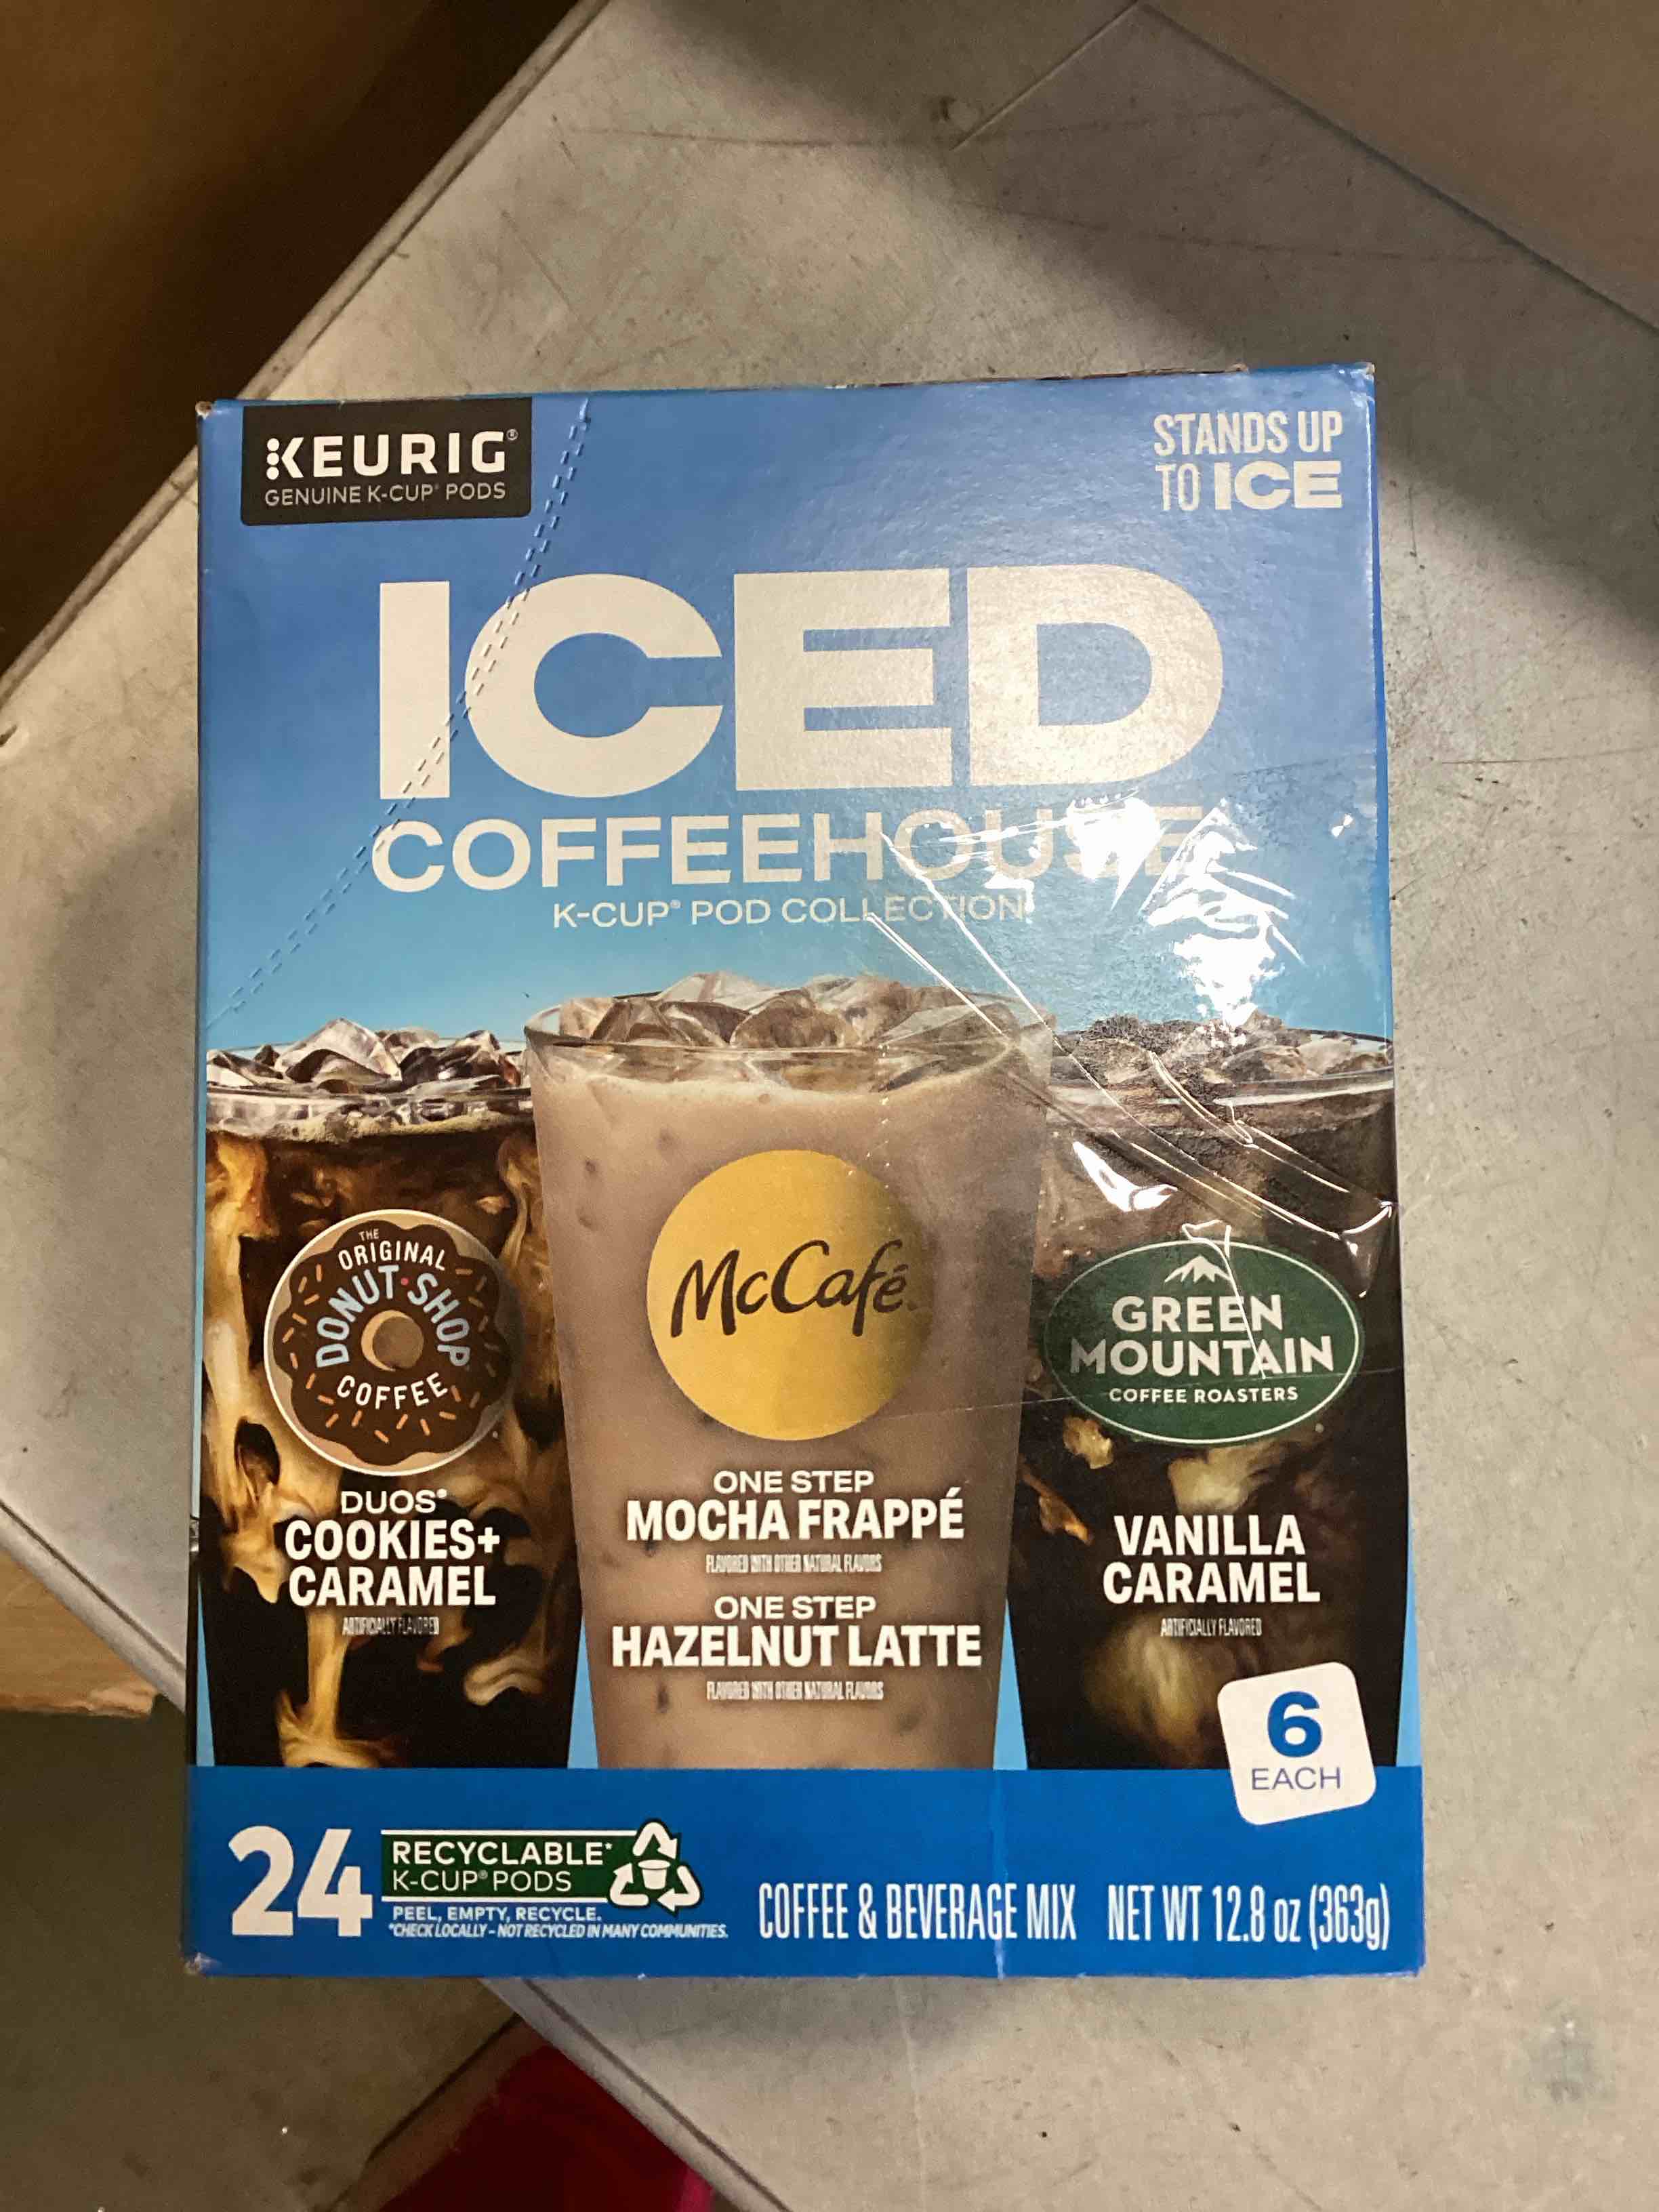 KEURIG®
GENUINE K-CUP® PODS
STANDS UP
TO ICE
ICED
COFFEEHOUSE
K-CUP® POD COLLECTION
THE
ORIGINAL
DONUT SHOP
COFFEE
DUOS®
COOKIES+
CARAMEL
ARTIFICIALLY FLAVORED
McCafé
ONE STEP
MOCHA FRAPPÉ
FLAVORED WITH OTHER NATURAL FLAVORS
ONE STEP
HAZELNUT LATTE
FLAVORED WITH OTHER NATURAL FLAVORS
GREEN
MOUNTAIN
COFFEE ROASTERS
VANILLA
CARAMEL
ARTIFICIALLY FLAVORED
6
EACH
24
RECYCLABLE*
K-CUP® PODS
PEEL, EMPTY, RECYCLE.
*CHECK LOCALLY – NOT RECYCLED IN MANY COMMUNITIES.
COFFEE & BEVERAGE MIX NET WT 12.8 oz (363g)